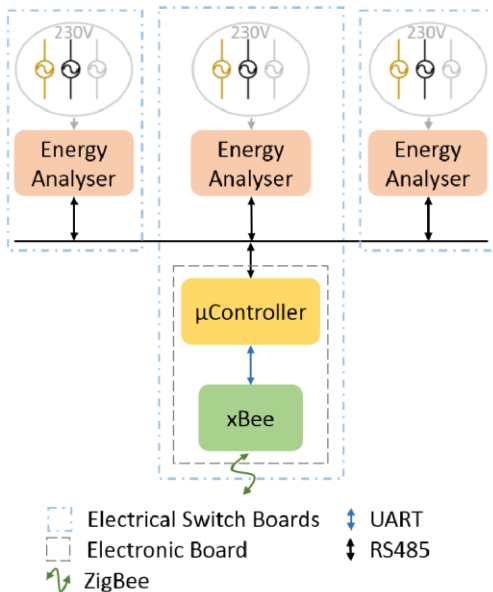 230V 230V 230V
Energy Analyser
Energy Analyser
Energy Analyser
µController
xBee
Electrical Switch Boards
UART
Electronic Board
RS485
ZigBee